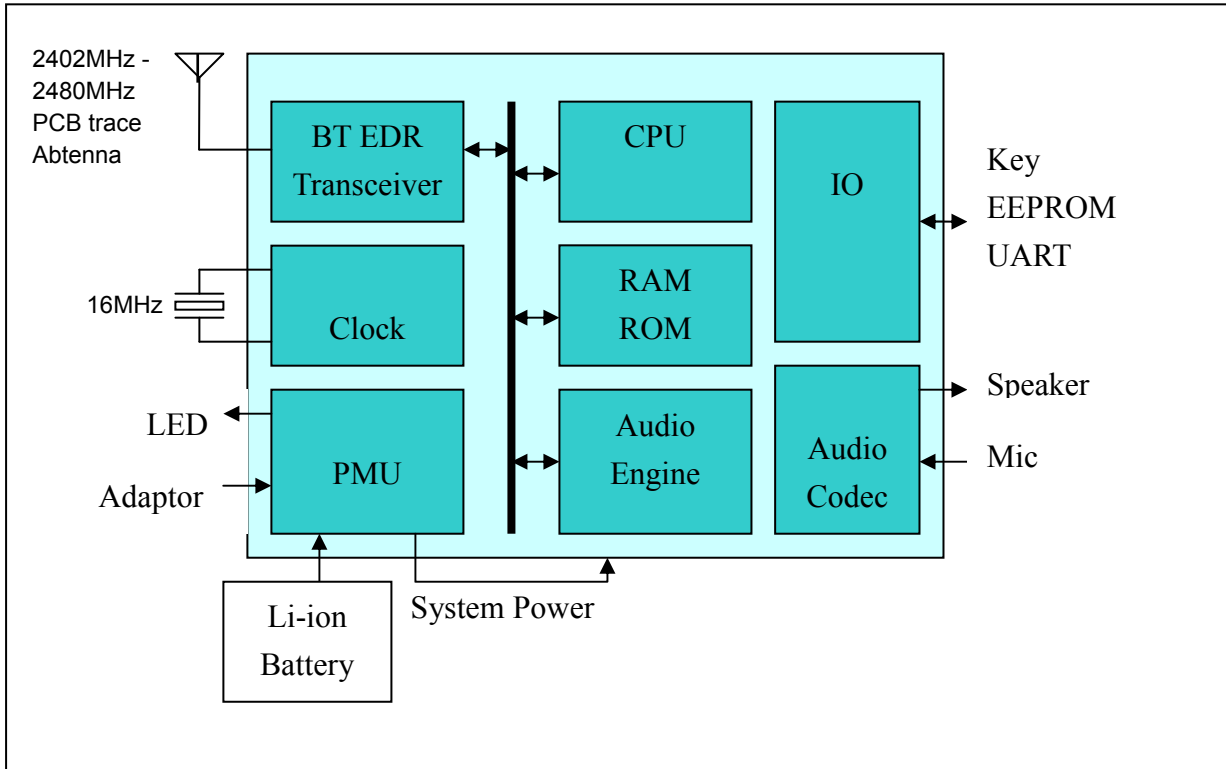 2402MHz -
2480MHz
PCB trace
Abtenna
BT EDR
Transceiver
CPU
IO
Key
EEPROM
UART
16MHz
Clock
RAM
ROM
LED
Adaptor
PMU
Audio
Engine
Audio
Codec
Speaker
Mic
Li-ion
Battery
System Power